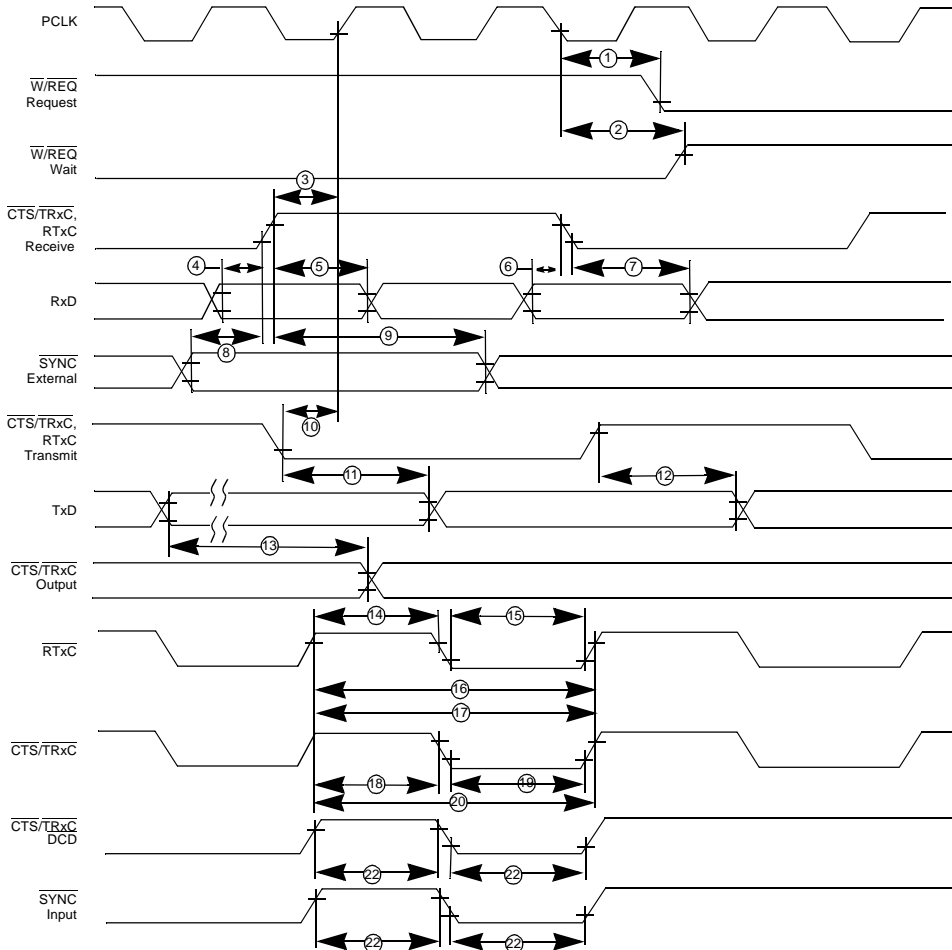 PCLK
1
W/REQ
Request
2
W/REQ
Wait
3
CTS/TRxC,
RTxC
Receive
4
5
6
7
RxD
8
9
SYNC
External
10
CTS/TRxC,
RTxC
Transmit
11
12
TxD
13
CTS/TRxC
Output
14
15
RTxC
16
17
CTS/TRxC
18
19
20
CTS/TRxC
DCD
22
22
SYNC
Input
22
22